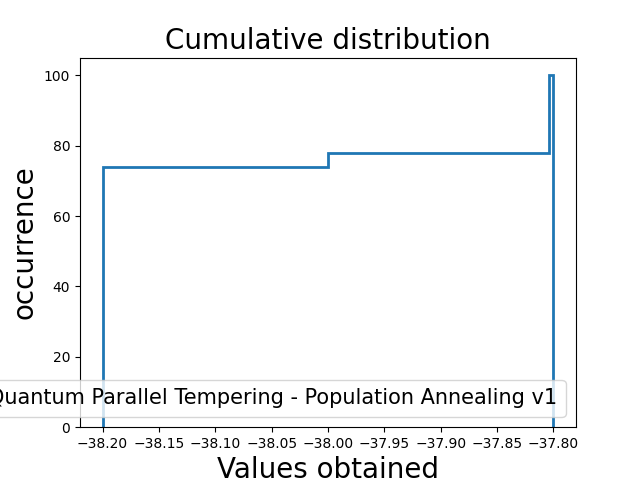 Cumulative distribution
occurrence
100
80
60
40
20
0
Parallel Tempering - Population Annealing v1
−38.20 −38.15 −38.10 −38.05 −38.00 −37.95 −37.90 −37.85 −37.80
Values obtained